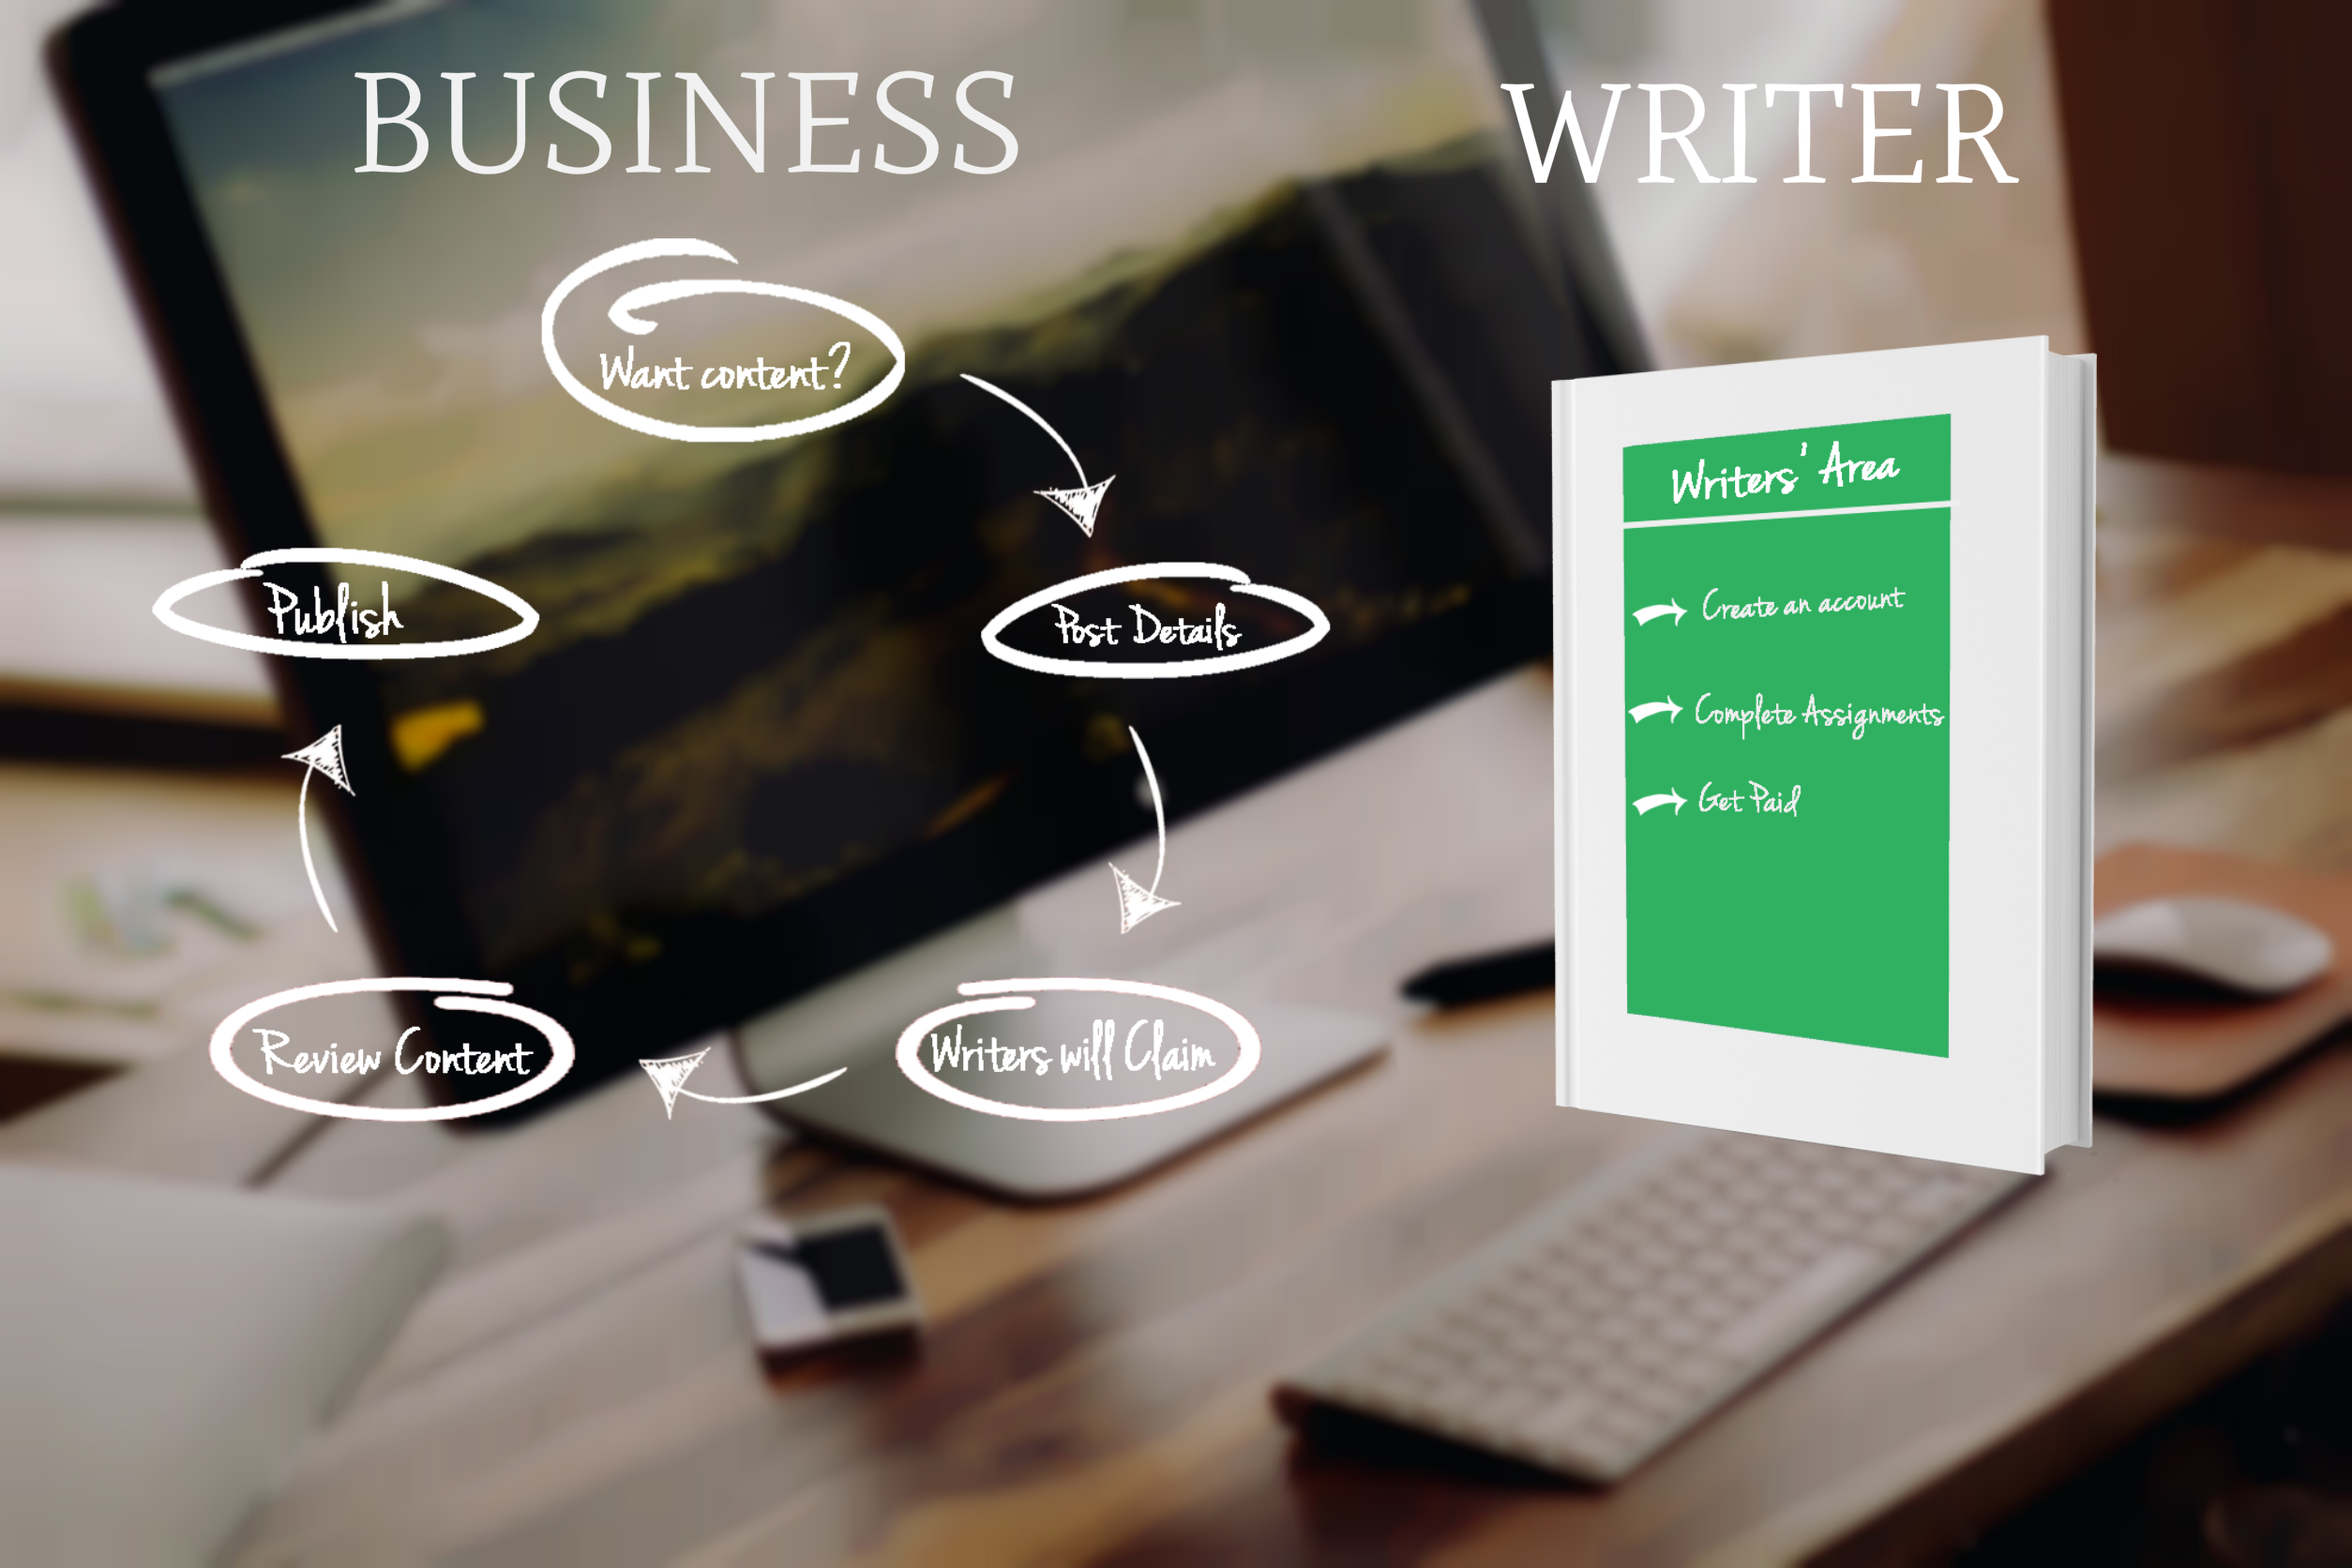 BUSINESS
Want content?
Post Details
Writers will Claim
Review Content
Publish
WRITER
Writers' Area
Create an account
Complete Assignments
Get Paid